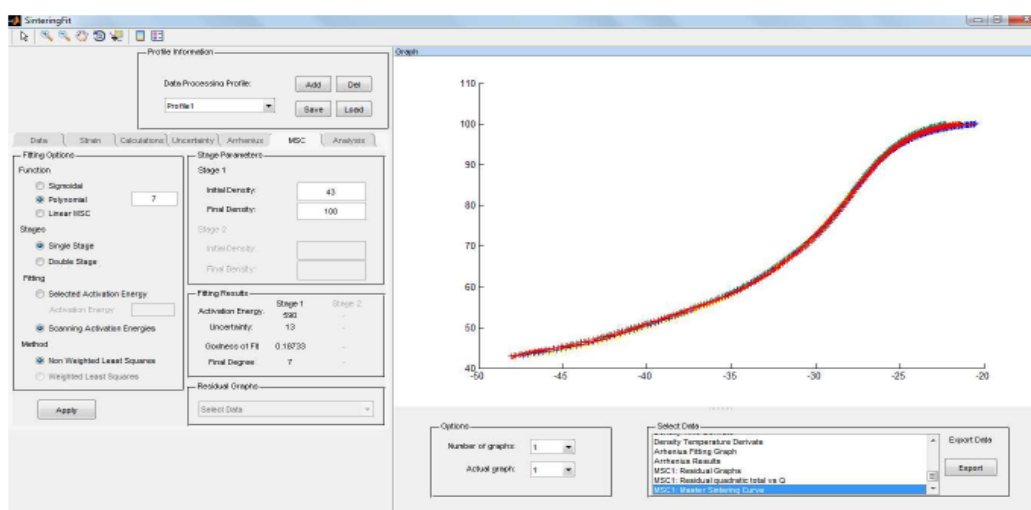 SinteringFit
Profile Information
Data Processing Profile:
Add
Del
Profile1
Save
Load
Data
Strain
Calculations
Uncertainty
Arrhenius
MSC
Analysis
Fitting Options
Function
Sigmoidal
Polynomial
7
Linear MSC
Stages
Single Stage
Double Stage
Fitting
Selected Activation Energy
Activation Energy:
Scanning Activation Energies
Method
Non Weighted Least Squares
Weighted Least Squares
Apply
Stage Parameters
Stage 1
Initial Density:
43
Final Density:
100
Stage 2
Initial Density:
Final Density:
Fitting Results
Stage 1
Stage 2
Activation Energy:
590
-
Uncertainty:
13
-
Goolness of Fit
0.18733
-
Final Degree
7
-
Residual Graphs
Select Data
Graph
110
100
90
80
70
60
50
40
-50
-45
-40
-35
-30
-25
-20
Options
Number of graphs:
1
Actual graph:
1
Select Data
Density Temperature Derivate
Arrhenius Fitting Graph
Arrhenius Results
MSC1: Residual Graphs
MSC1: Residual quadratic total vs Q
MSC1: Master Sintering Curve
Export Data
Export